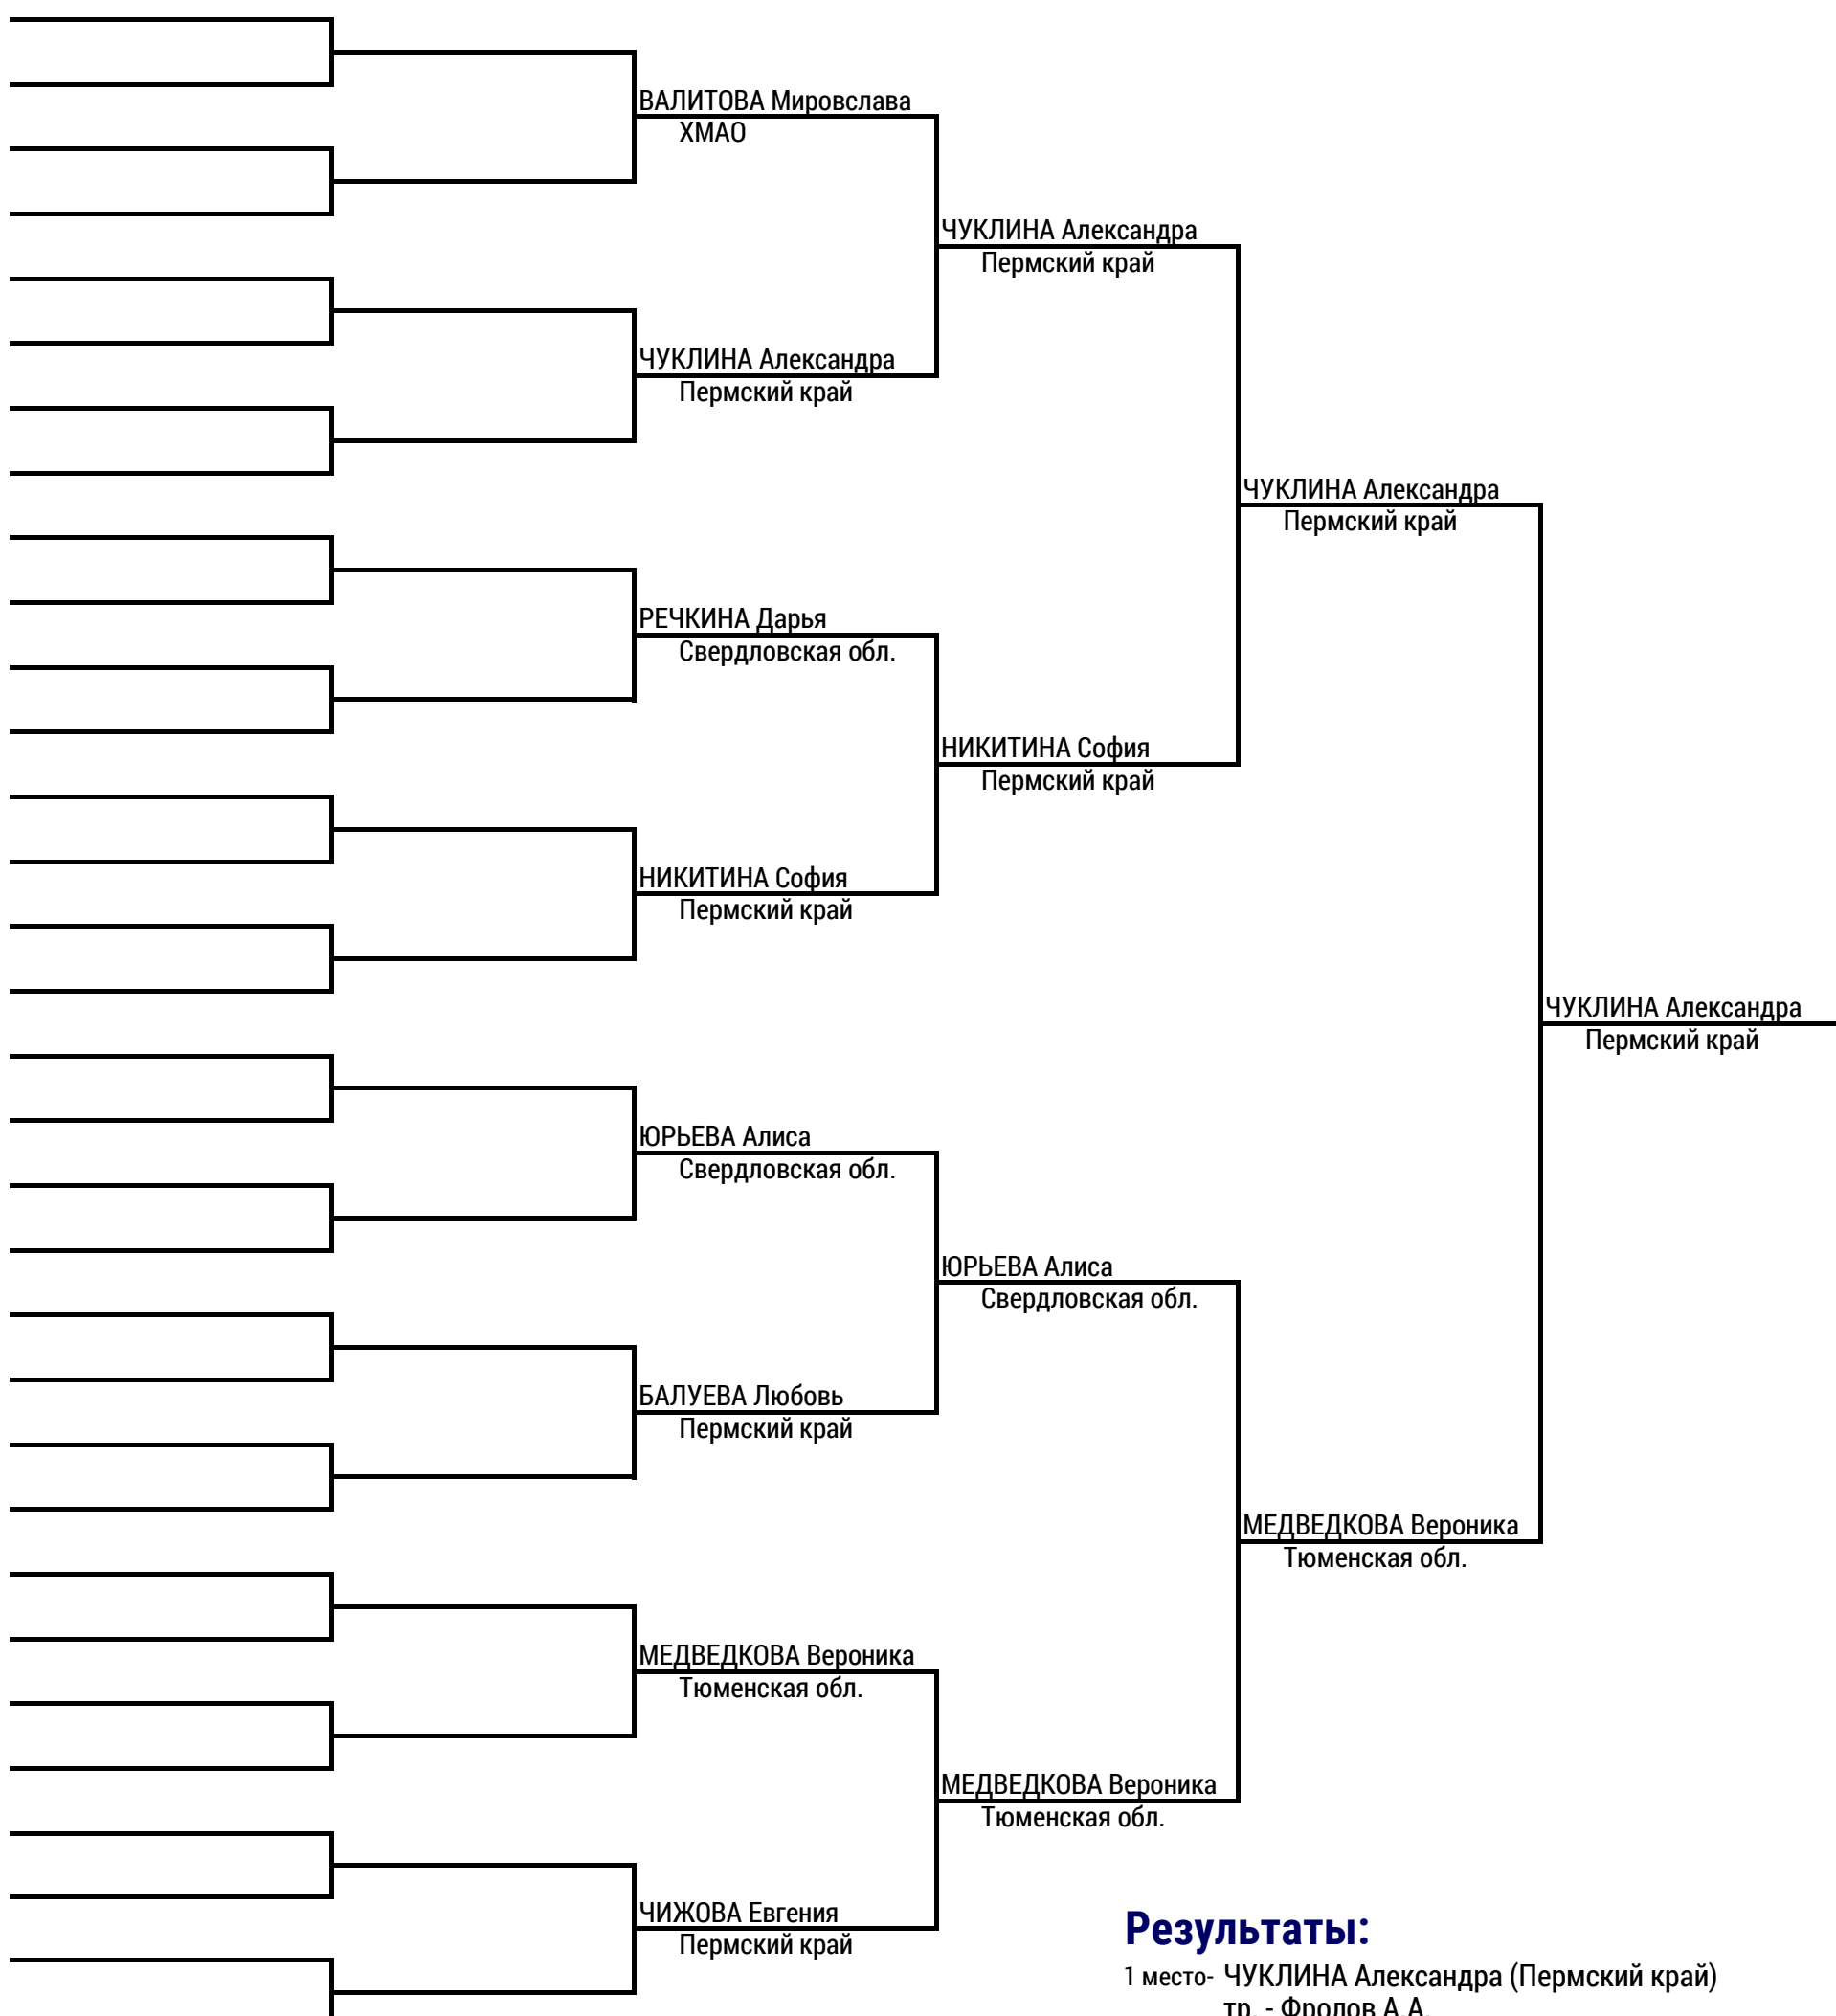 ВАЛИТОВА Мировслава
ХМАО
ЧУКЛИНА Александра
Пермский край
ЧУКЛИНА Александра
Пермский край
ЧУКЛИНА Александра
Пермский край
РЕЧКИНА Дарья
Свердловская обл.
НИКИТИНА София
Пермский край
НИКИТИНА София
Пермский край
ЧУКЛИНА Александра
Пермский край
ЮРЬЕВА Алиса
Свердловская обл.
ЮРЬЕВА Алиса
Свердловская обл.
БАЛУЕВА Любовь
Пермский край
МЕДВЕДКОВА Вероника
Тюменская обл.
МЕДВЕДКОВА Вероника
Тюменская обл.
МЕДВЕДКОВА Вероника
Тюменская обл.
ЧИЖОВА Евгения
Пермский край
Результаты:
1 место- ЧУКЛИНА Александра (Пермский край)
тр. - Фролов А.А.